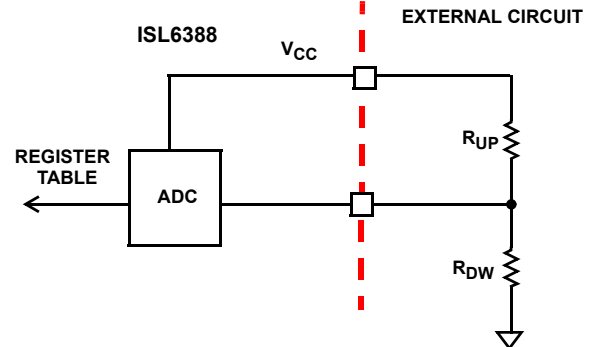 EXTERNAL CIRCUIT
ISL6388
VCC
RUP
REGISTER
TABLE
ADC
RDW